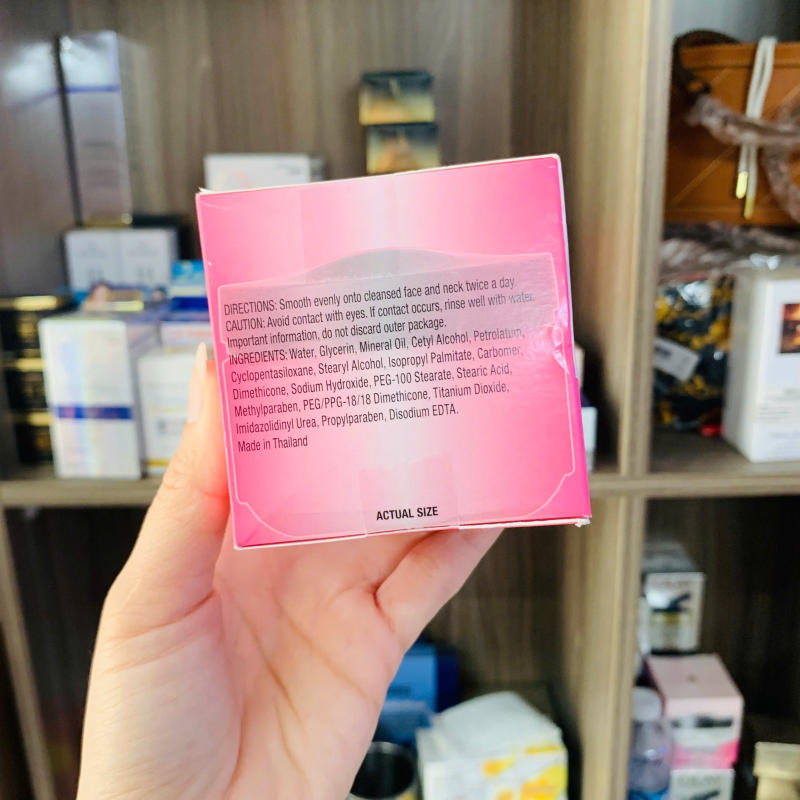 DIRECTIONS: Smooth evenly onto cleansed face and neck twice a day.
CAUTION: Avoid contact with eyes. If contact occurs, rinse well with water.
Important information, do not discard outer package.
INGREDIENTS: Water, Glycerin, Mineral Oil, Cetyl Alcohol, Petrolatum,
Cyclopentasiloxane, Stearyl Alcohol, Isopropyl Palmitate, Carbomer,
Dimethicone, Sodium Hydroxide, PEG-100 Stearate, Stearic Acid,
Methylparaben, PEG/PPG-18/18 Dimethicone, Titanium Dioxide,
Imidazolidinyl Urea, Propylparaben, Disodium EDTA.
Made in Thailand
ACTUAL SIZE